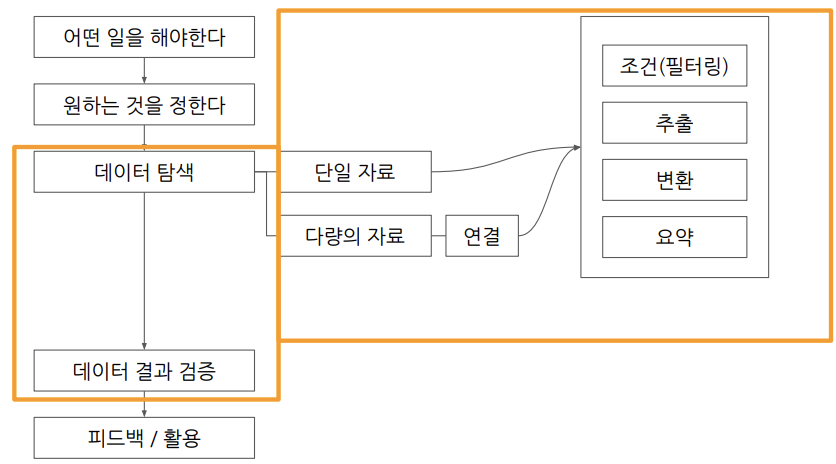 어떤 일을 해야한다
원하는 것을 정한다
데이터 탐색
단일 자료
다량의 자료
연결
조건(필터링)
추출
변환
요약
데이터 결과 검증
피드백 / 활용